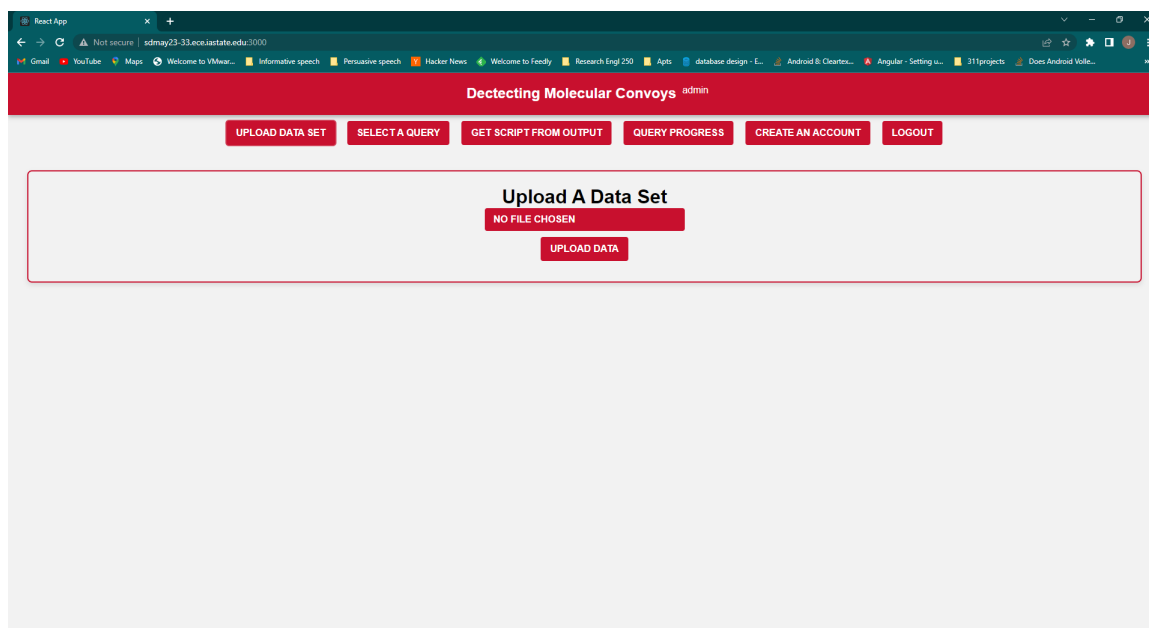 React App
Not secure | sdmay23-33.ece.iastate.edu:3000
Gmail YouTube Maps Welcome to VMwar... Informative speech Persuasive speech Hacker News Welcome to Feedly Research Engl 250 Apts database design - E... Android & Cleartex... Angular - Setting u... 311projects Does Android Volle... »
Dectecting Molecular Convoys admin
UPLOAD DATA SET SELECT A QUERY GET SCRIPT FROM OUTPUT QUERY PROGRESS CREATE AN ACCOUNT LOGOUT
Upload A Data Set
NO FILE CHOSEN
UPLOAD DATA